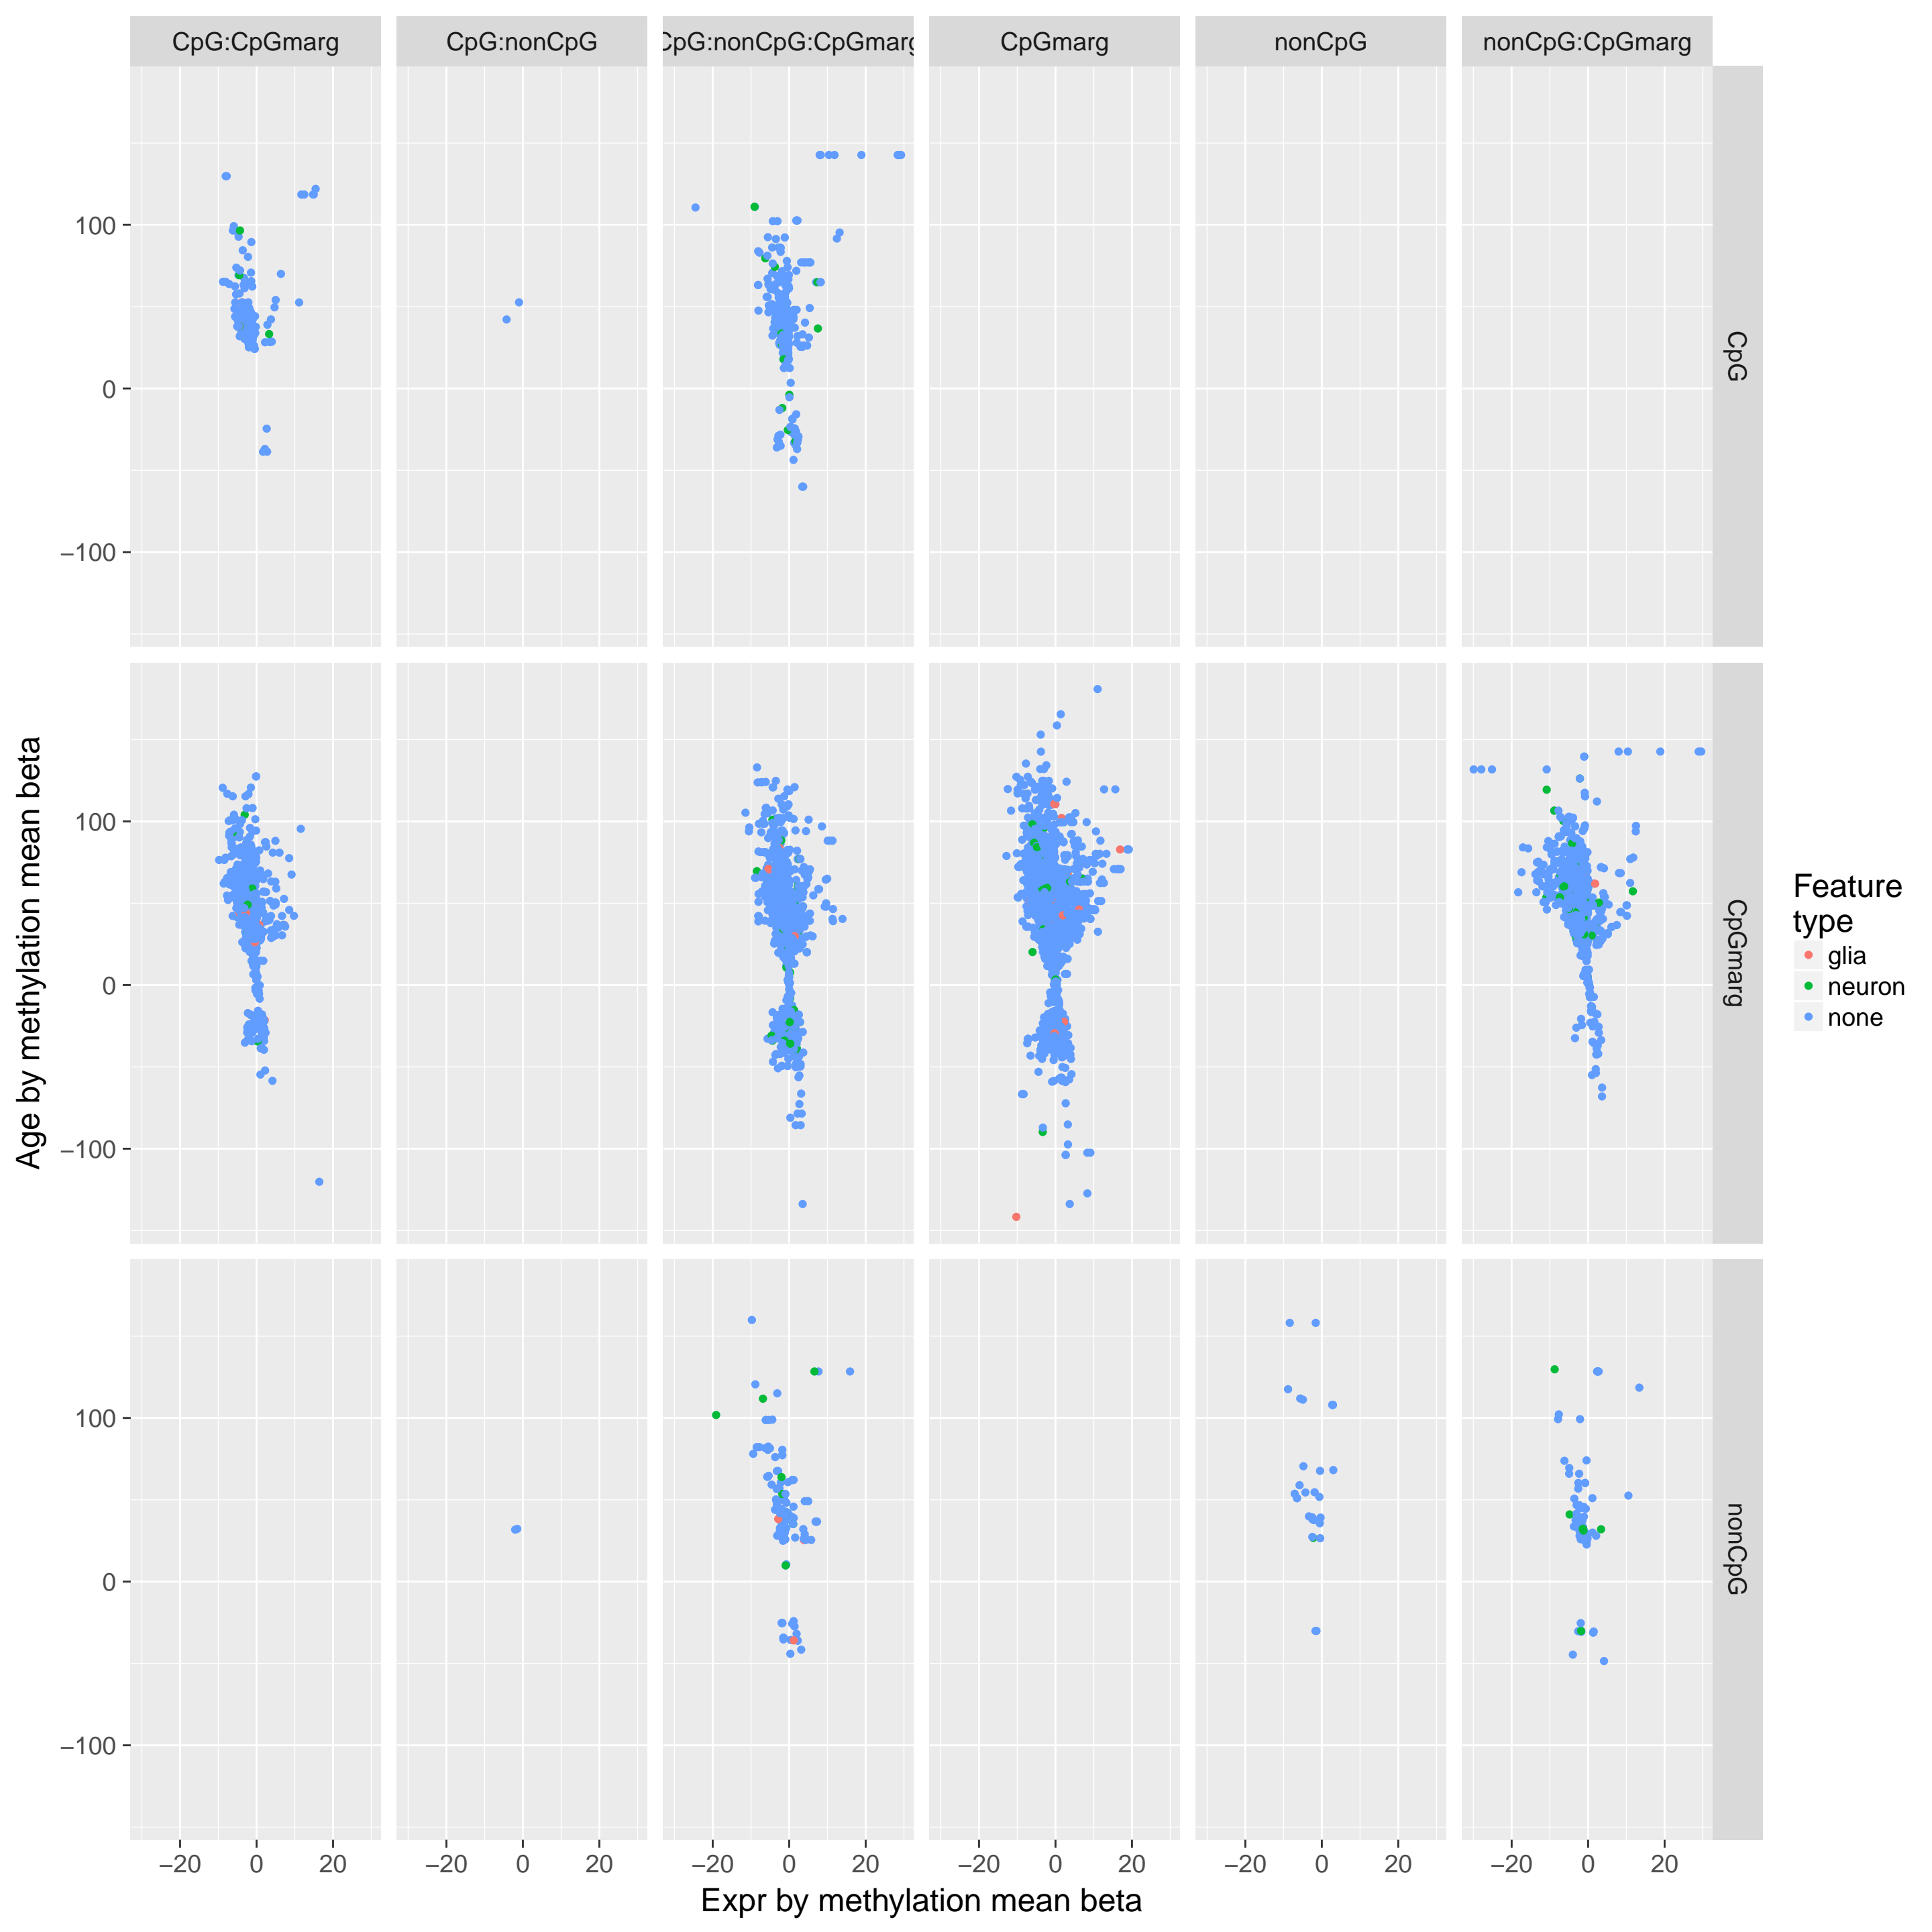 CpG:CpGmarg
CpG:nonCpG
CpG:nonCpG:CpGmarg
CpGmarg
nonCpG
nonCpG:CpGmarg
100
0
−100
CpG
100
0
−100
CpGmarg
100
0
−100
nonCpG
Age by methylation mean beta
−20 0 20
−20 0 20
−20 0 20
−20 0 20
−20 0 20
−20 0 20
Expr by methylation mean beta
Feature
type
glia
neuron
none